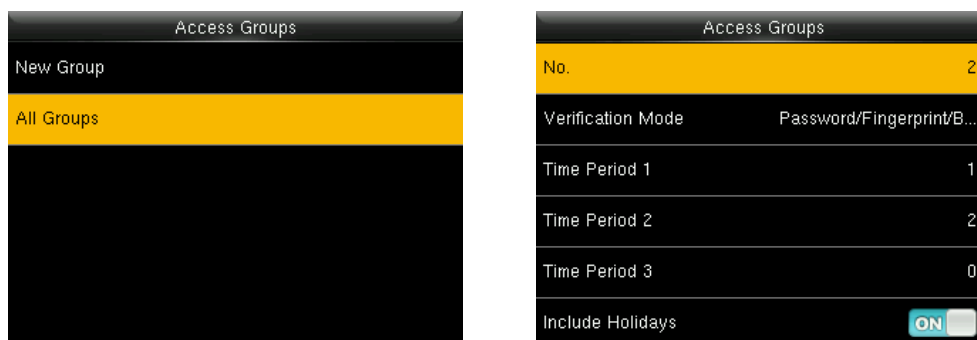 Access Groups
New Group
All Groups
Access Groups
No. 2
Verification Mode Password/Fingerprint/B...
Time Period 1 1
Time Period 2 2
Time Period 3 0
Include Holidays ON